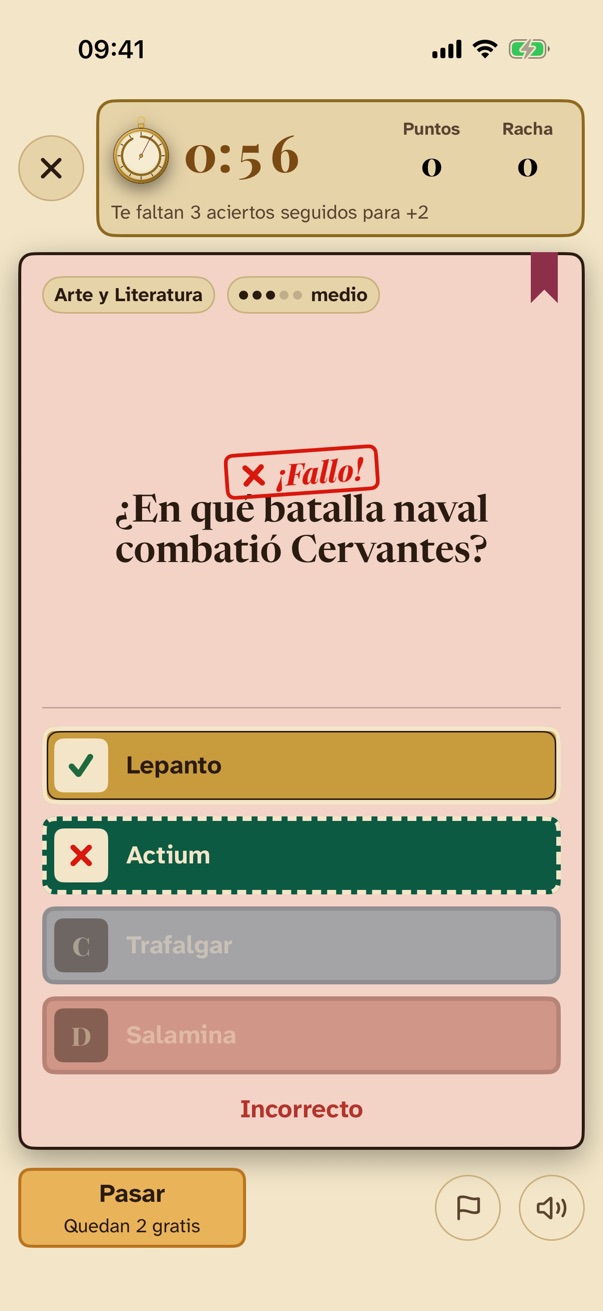 09:41
0:56
Puntos
0
Racha
0
Te faltan 3 aciertos seguidos para +2
Arte y Literatura
medio
¡Fallo!
¿En qué batalla naval
combatió Cervantes?
Lepanto
Actium
C
Trafalgar
D
Salamina
Incorrecto
Pasar
Quedan 2 gratis